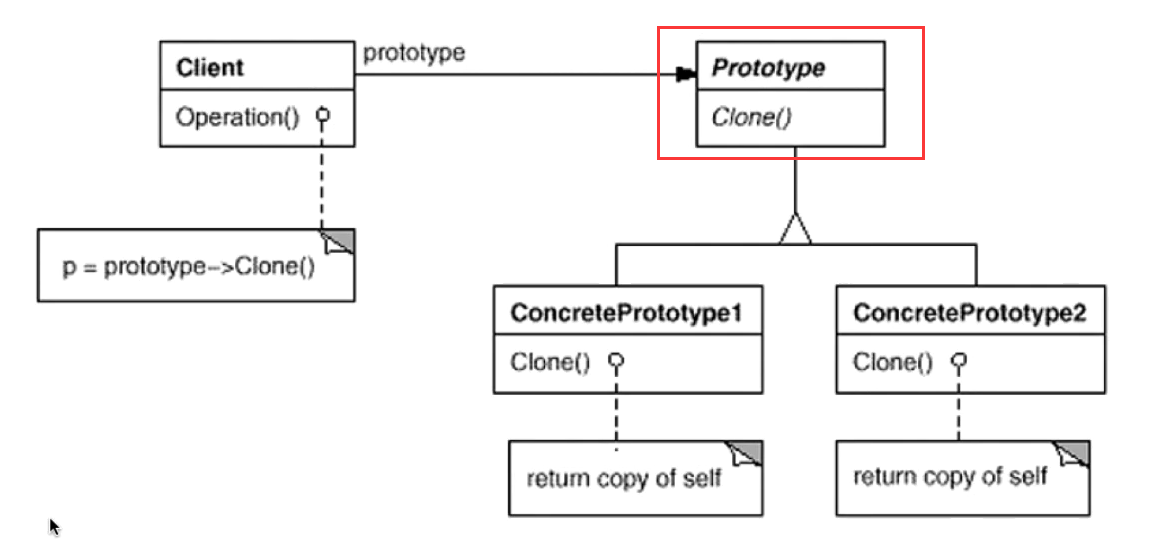 prototype
Client
Operation()
Prototype
Clone()
p = prototype–>Clone()
ConcretePrototype1
Clone()
ConcretePrototype2
Clone()
return copy of self
return copy of self